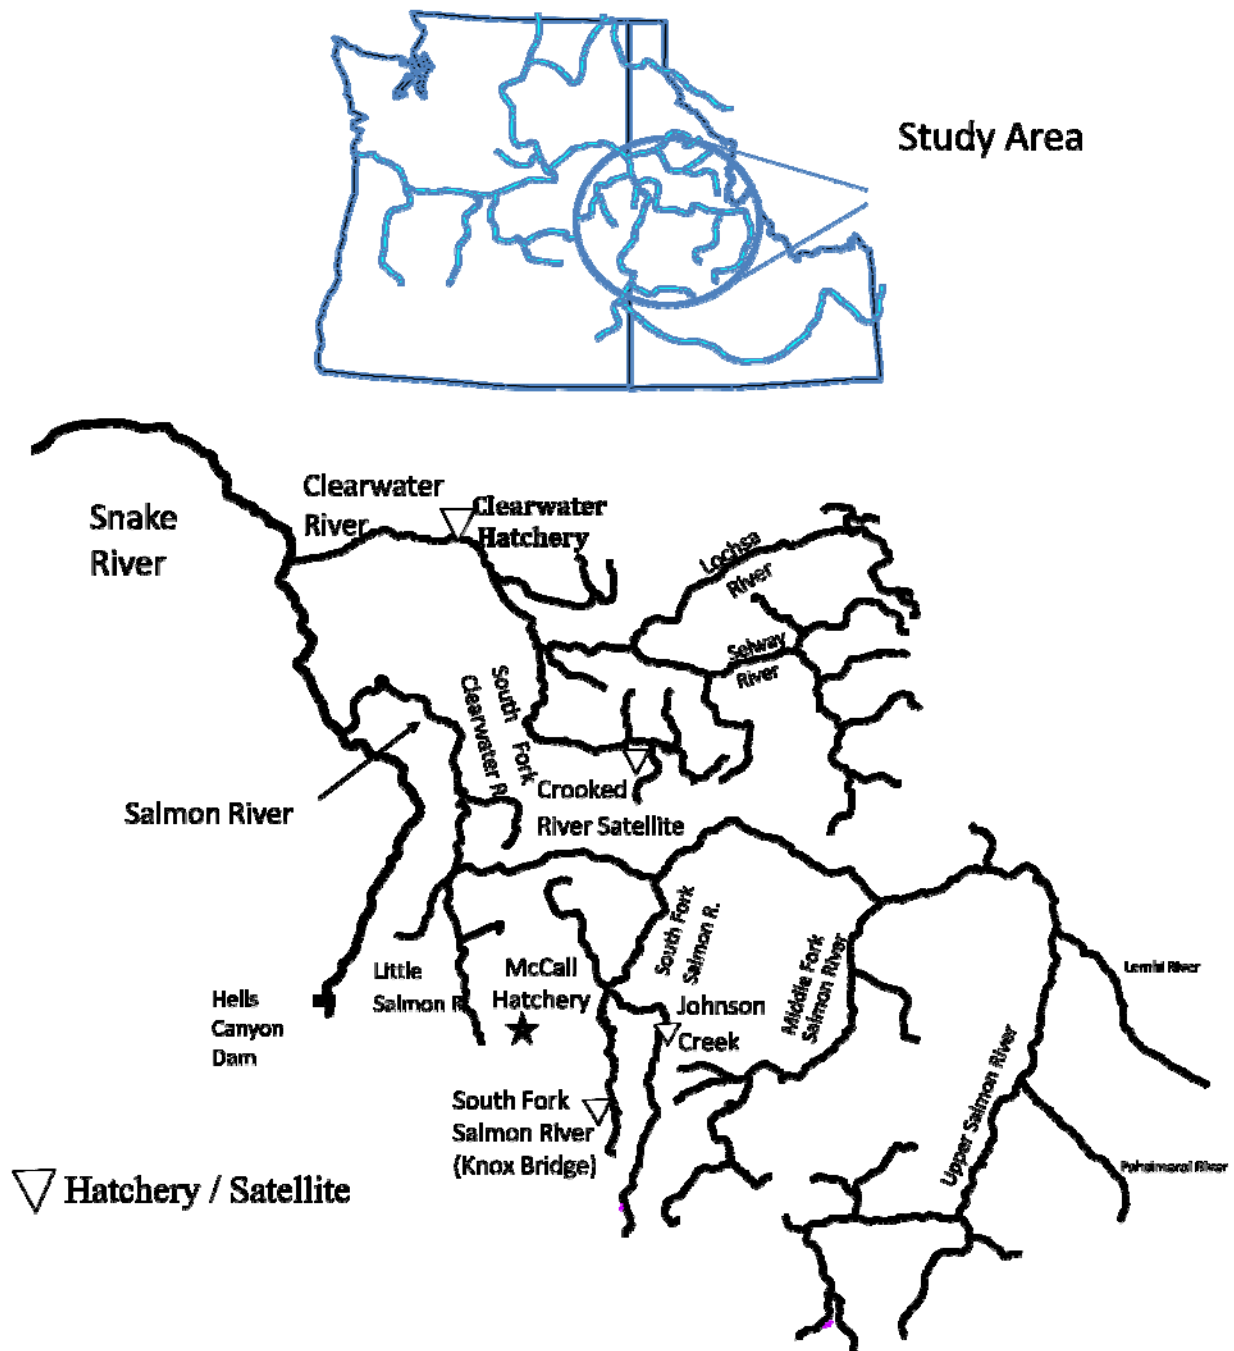 Study Area
Clearwater
River
Clearwater
Hatchery
Snake
River
Lochsa
River
Selway
River
South Fork
Clearwater R
Salmon River
Crooked
River Satellite
South Fork
Salmon R.
Middle Fork
Salmon River
Lemhi River
Little
Salmon R
McCall
Hatchery
Johnson
Creek
Hells
Canyon
Dam
Upper Salmon River
South Fork
Salmon River
(Knox Bridge)
Pahsimeroi River
Hatchery / Satellite